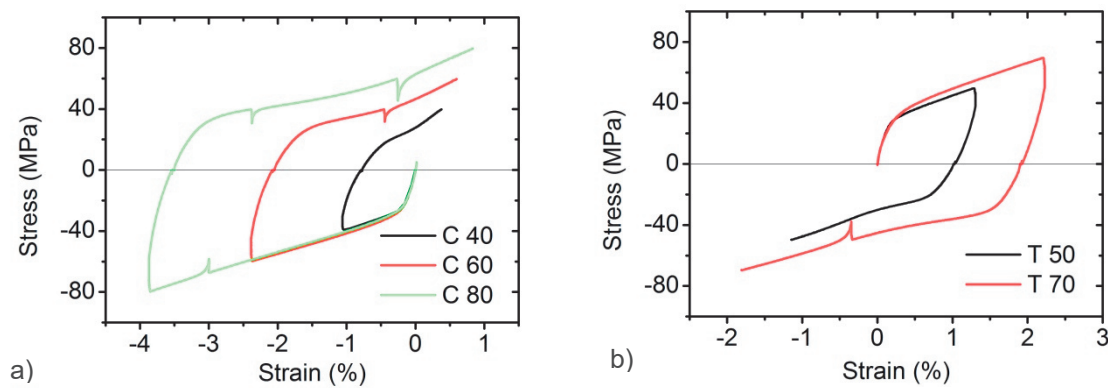 80
40
0
-40
-80
Stress (MPa)
-4 -3 -2 -1 0 1
Strain (%)
C 40
C 60
C 80
a)
80
40
0
-40
-80
Stress (MPa)
-2 -1 0 1 2 3
Strain (%)
T 50
T 70
b)